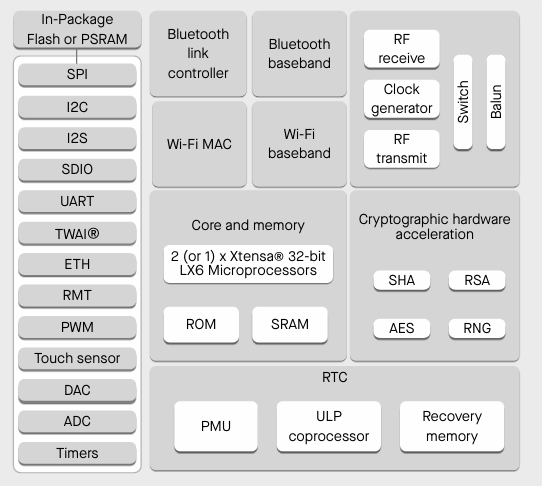 In-Package
Flash or PSRAM
SPI
I2C
I2S
SDIO
UART
TWAI®
ETH
RMT
PWM
Touch sensor
DAC
ADC
Timers
Bluetooth
link
controller
Bluetooth
baseband
Wi-Fi MAC
Wi-Fi
baseband
RF
receive
Clock
generator
RF
transmit
Switch
Balun
Core and memory
2 (or 1) x Xtensa® 32-bit
LX6 Microprocessors
ROM
SRAM
Cryptographic hardware
acceleration
SHA
RSA
AES
RNG
RTC
PMU
ULP
coprocessor
Recovery
memory